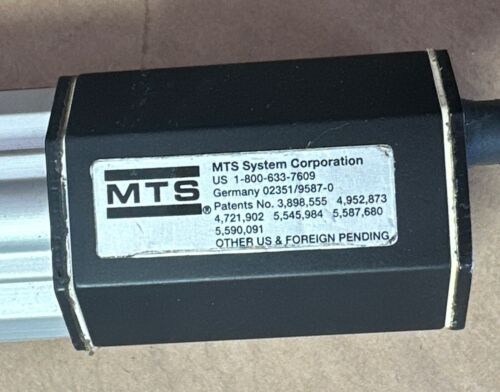 MTS®
MTS System Corporation
US 1-800-633-7609
Germany 02351/9587-0
Patents No. 3,898,555 4,952,873
4,721,902 5,545,984 5,587,680
5,590,091
OTHER US & FOREIGN PENDING